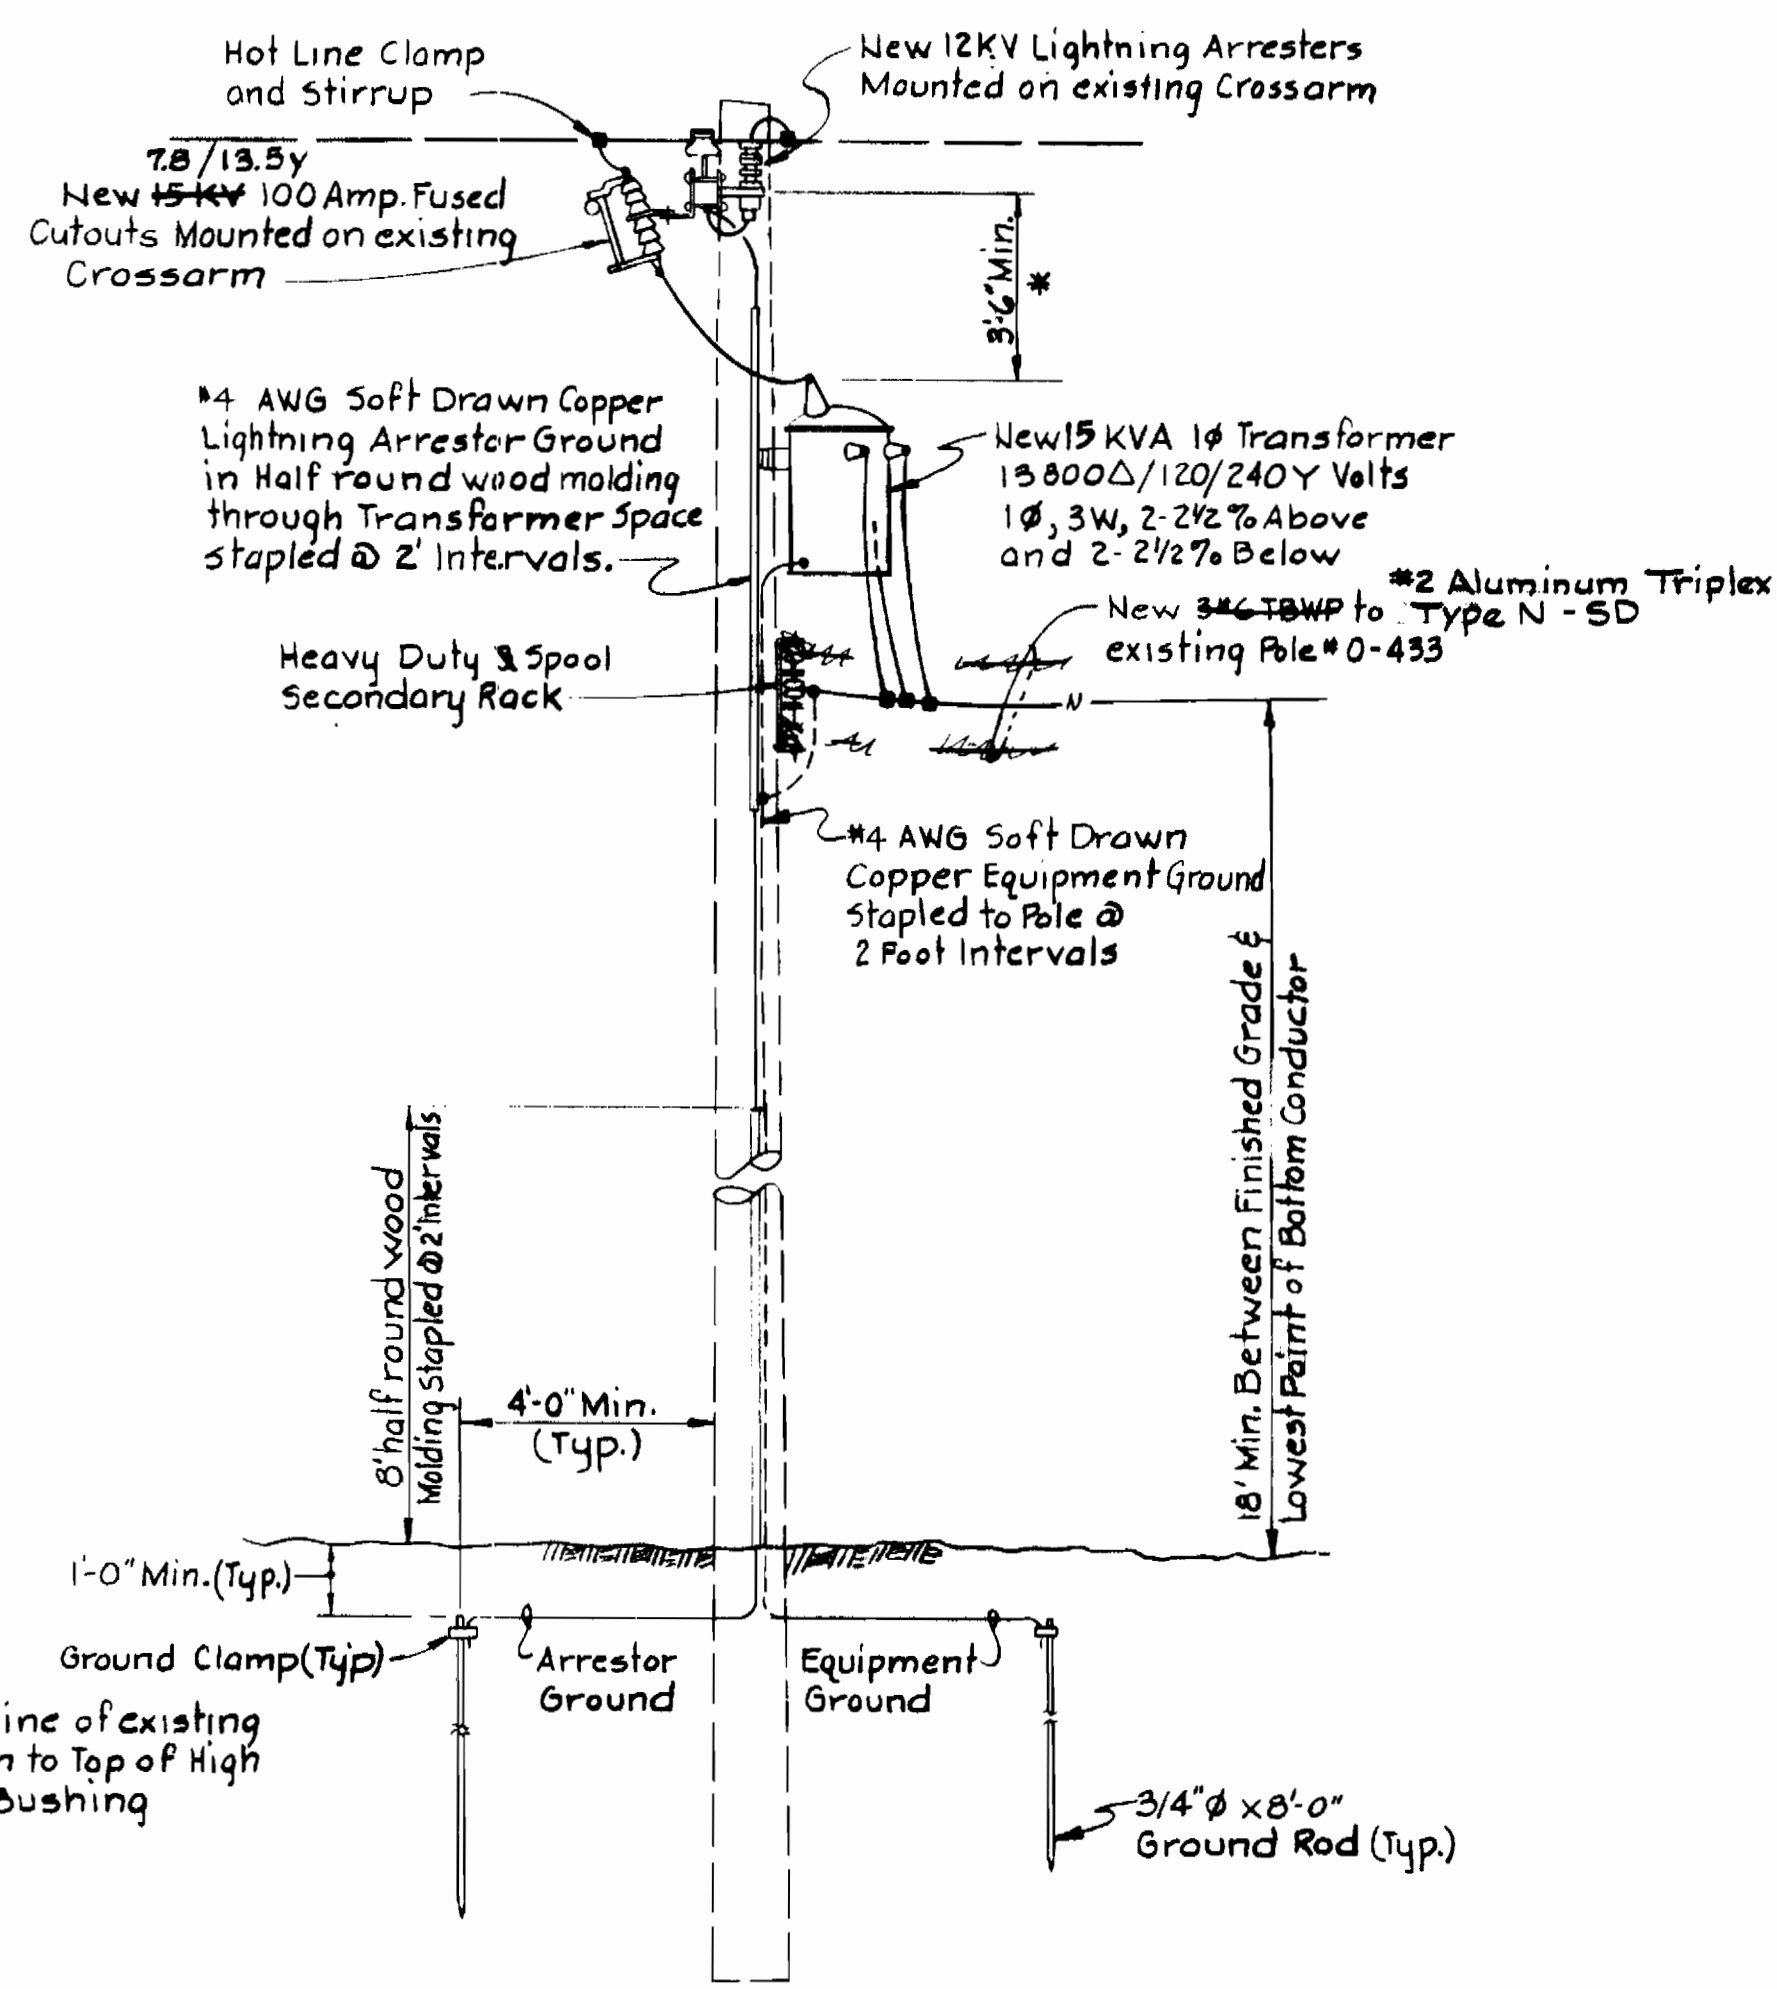 Hot Line Clamp
and Stirrup
New 12KV Lightning Arresters
Mounted on existing Crossarm
7.8/13.5y
New 15 KV 100 Amp. Fused
Cutouts Mounted on existing
Crossarm
3'-6" Min.
*
#4 AWG Soft Drawn Copper
Lightning Arrestor Ground
in Half round wood molding
through Transformer Space
stapled @ 2' Intervals.
New 15 KVA 1ϕ Transformer
13800Δ/120/240Y Volts
1ϕ, 3W, 2-2½% Above
and 2-2½% Below
#2 Aluminum Triplex
New 3#6 TBWP to Type N - SD
existing Pole # 0-433
Heavy Duty Spool
Secondary Rack
N
#4 AWG Soft Drawn
Copper Equipment Ground
Stapled to Pole @
2 Foot Intervals
18' Min. Between Finished Grade &
Lowest Point of Bottom Conductor
8' half round wood
Molding Stapled @ 2' Intervals
4'-0" Min.
(Typ.)
1'-0" Min. (Typ.)
Ground Clamp (Typ)
Arrestor
Ground
Equipment
Ground
ine of existing
n to Top of High
Bushing
3/4" ϕ x 8'-0"
Ground Rod (Typ.)